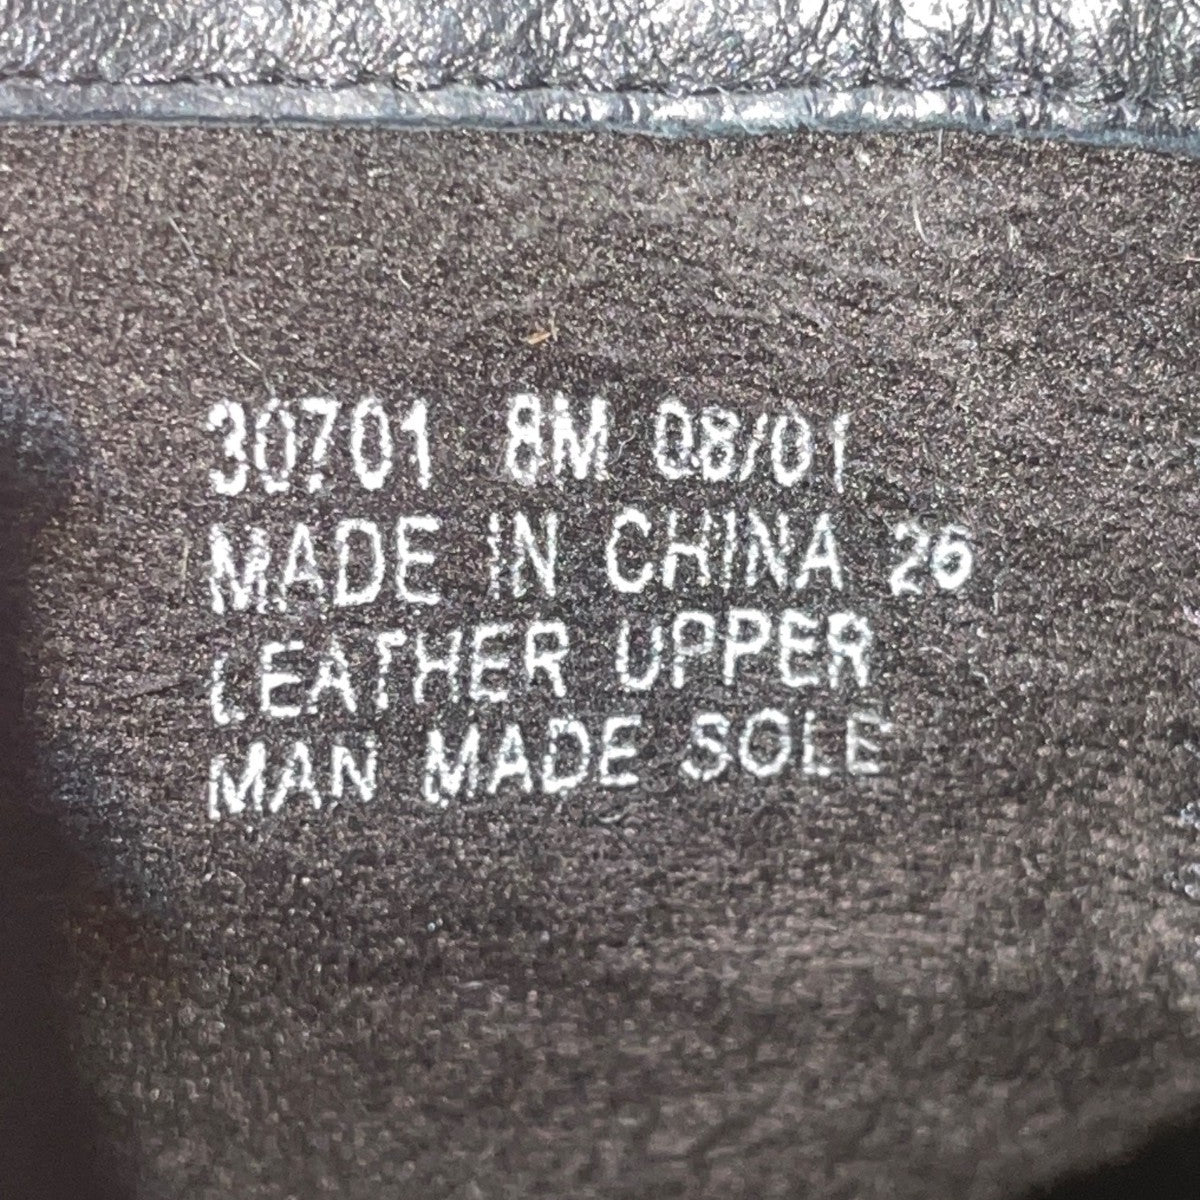 30701 8M 08/01
MADE IN CHINA 26
LEATHER UPPER
MAN MADE SOLE